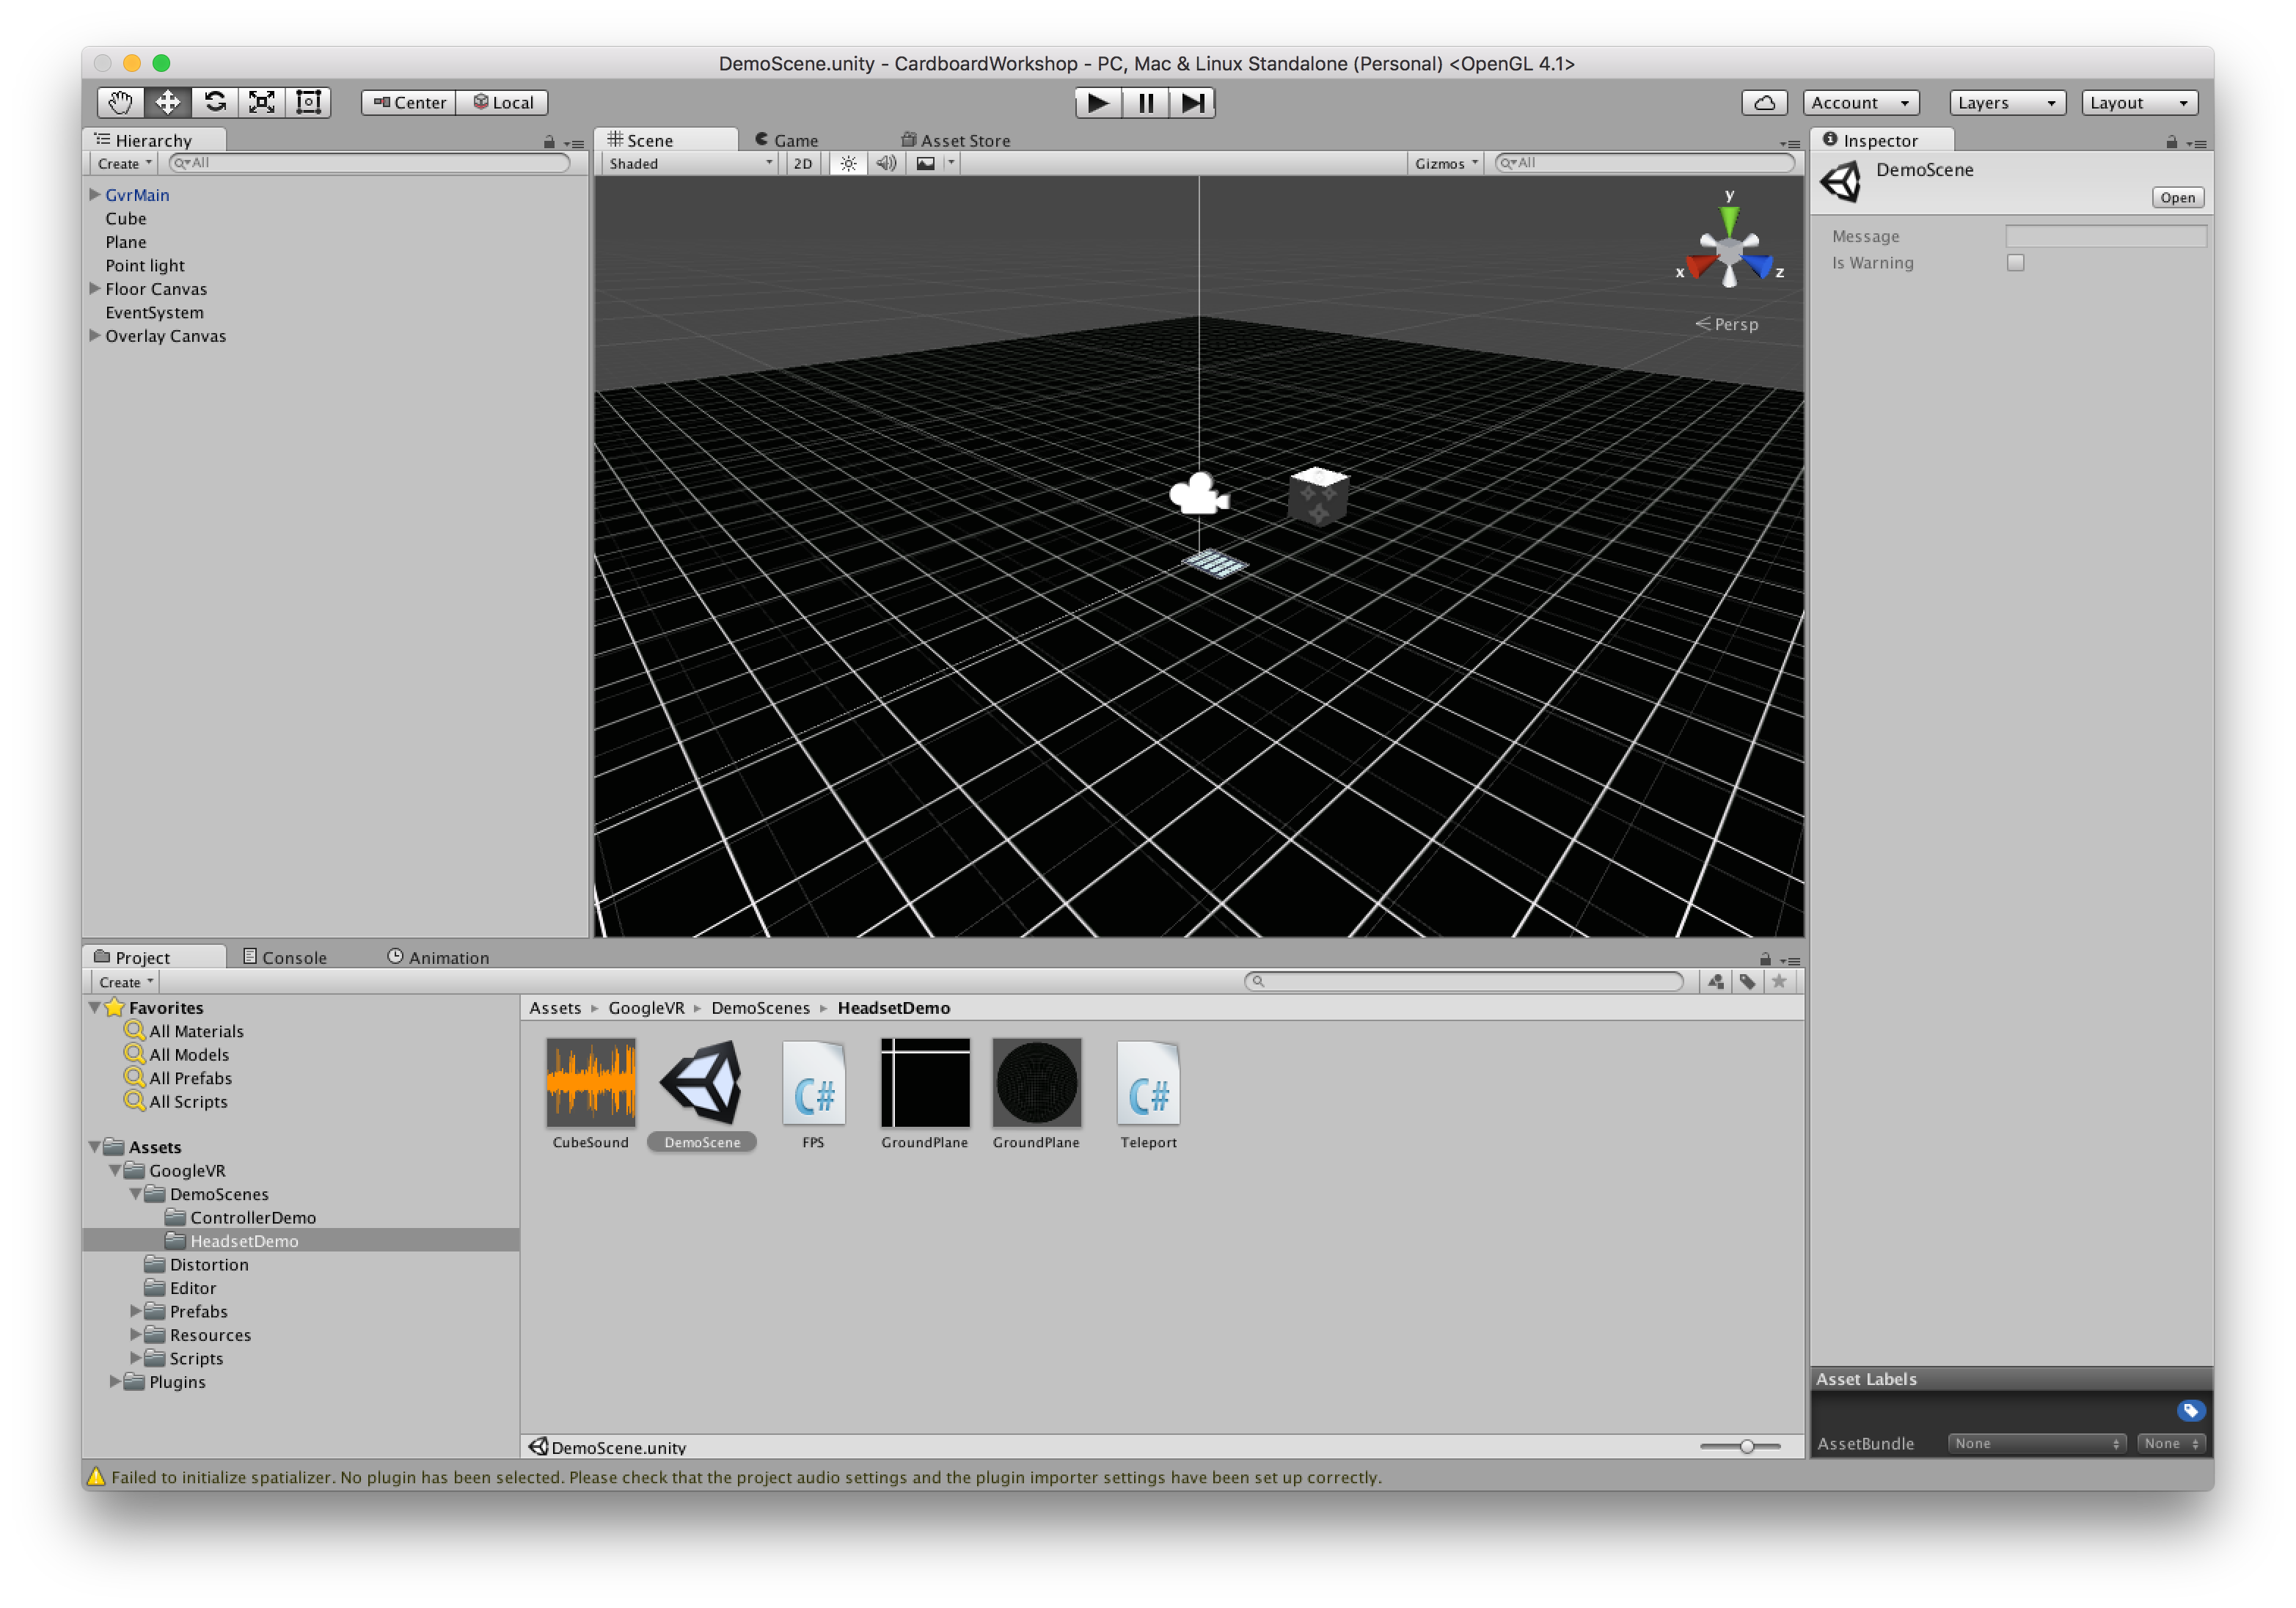 DemoScene.unity - CardboardWorkshop - PC, Mac & Linux Standalone (Personal) <OpenGL 4.1>
Center Local Account Layers Layout
Hierarchy
Create All
GvrMain
Cube
Plane
Point light
Floor Canvas
EventSystem
Overlay Canvas
Scene Game Asset Store
Shaded 2D Gizmos All
y
x z
Persp
Inspector
DemoScene
Open
Message
Is Warning
Project Console Animation
Create
Favorites
All Materials
All Models
All Prefabs
All Scripts
Assets
GoogleVR
DemoScenes
ControllerDemo
HeadsetDemo
Distortion
Editor
Prefabs
Resources
Scripts
Plugins
Assets GoogleVR DemoScenes HeadsetDemo
C# C#
CubeSound DemoScene FPS GroundPlane GroundPlane Teleport
DemoScene.unity
Asset Labels
AssetBundle None None
Failed to initialize spatializer. No plugin has been selected. Please check that the project audio settings and the plugin importer settings have been set up correctly.